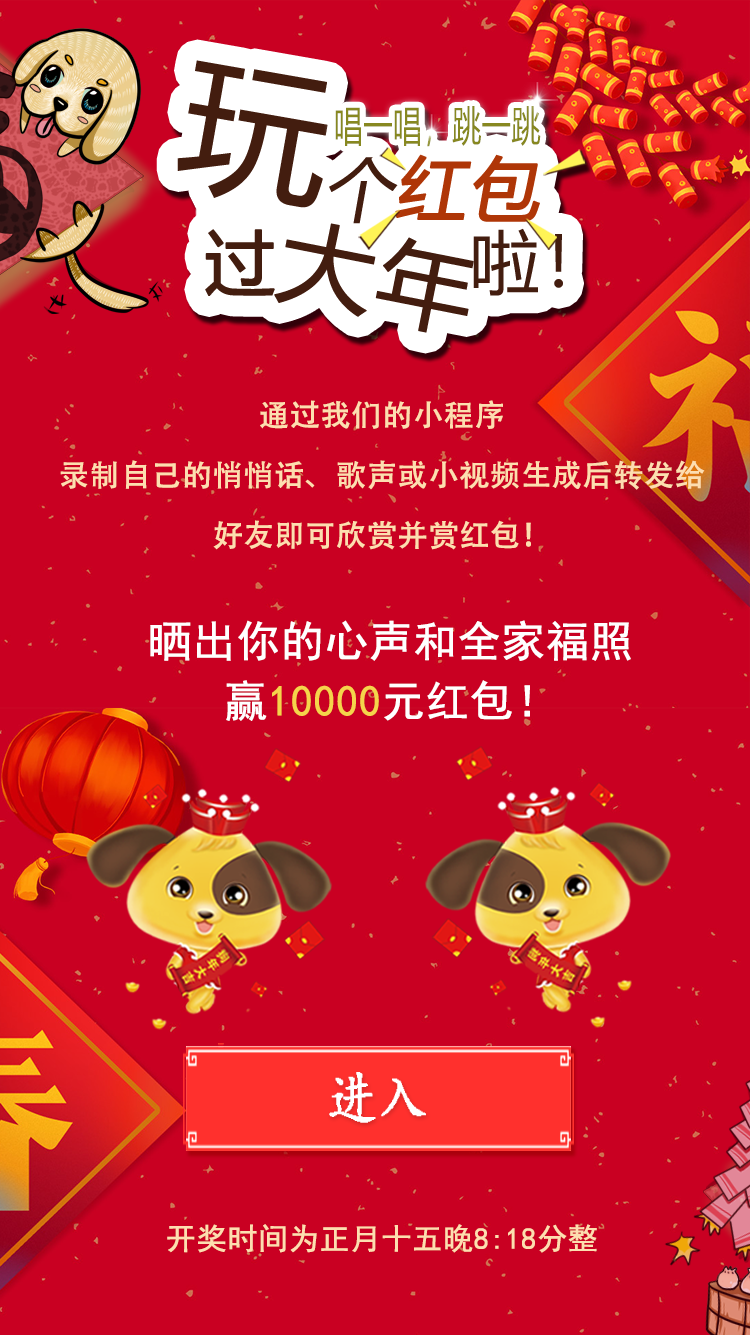 唱一唱，跳一跳
玩个红包
过大年啦！
通过我们的小程序
录制自己的悄悄话、歌声或小视频生成后转发给
好友即可欣赏并赏红包！
晒出你的心声和全家福照
赢10000元红包！
进入
开奖时间为正月十五晚8:18分整